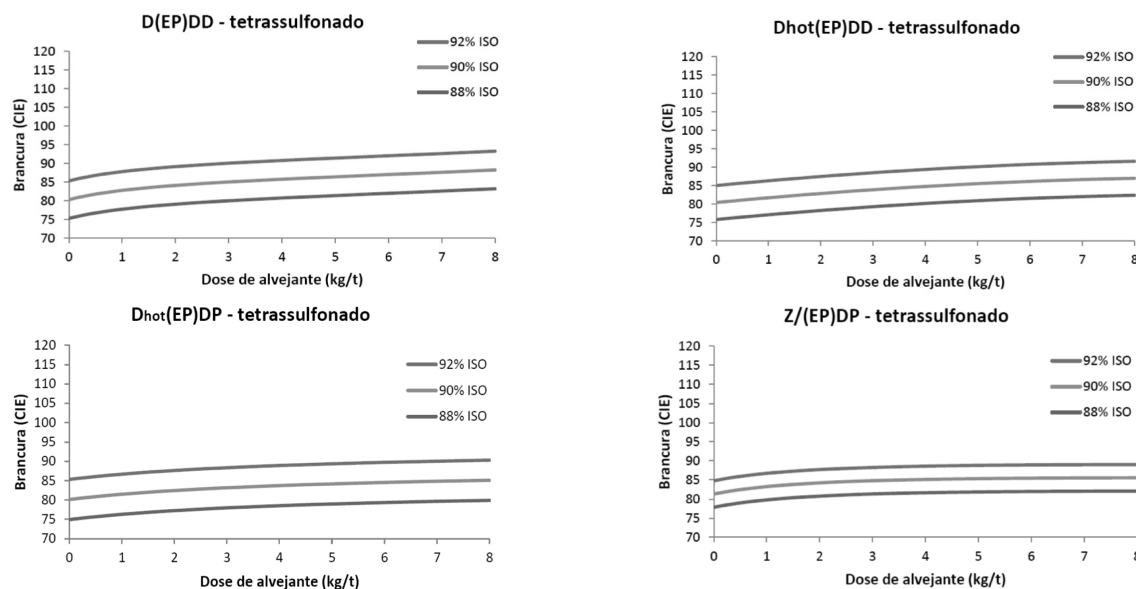 D(EP)DD - tetrassulfonado
92% ISO
90% ISO
88% ISO
Brancura (CIE)
120
115
110
105
100
95
90
85
80
75
70
0 1 2 3 4 5 6 7 8
Dose de alvejante (kg/t)
Dhot(EP)DD - tetrassulfonado
92% ISO
90% ISO
88% ISO
Brancura (CIE)
120
115
110
105
100
95
90
85
80
75
70
0 1 2 3 4 5 6 7 8
Dose de alvejante (kg/t)
Dhot(EP)DP - tetrassulfonado
92% ISO
90% ISO
88% ISO
Brancura (CIE)
120
115
110
105
100
95
90
85
80
75
70
0 1 2 3 4 5 6 7 8
Dose de alvejante (kg/t)
Z/(EP)DP - tetrassulfonado
92% ISO
90% ISO
88% ISO
Brancura (CIE)
120
115
110
105
100
95
90
85
80
75
70
0 1 2 3 4 5 6 7 8
Dose de alvejante (kg/t)